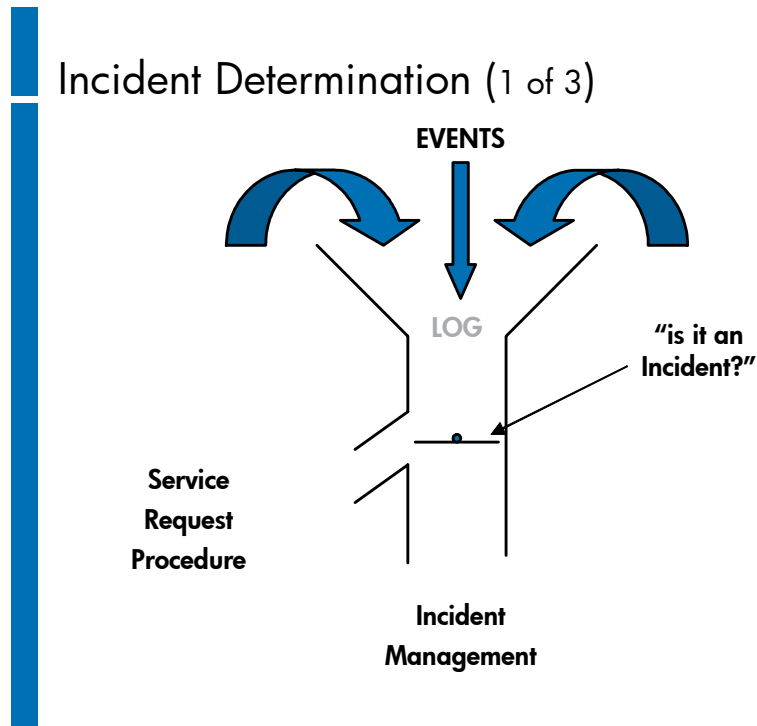 Incident Determination (1 of 3)
EVENTS
LOG
“is it an
Incident?”
Service
Request
Procedure
Incident
Management